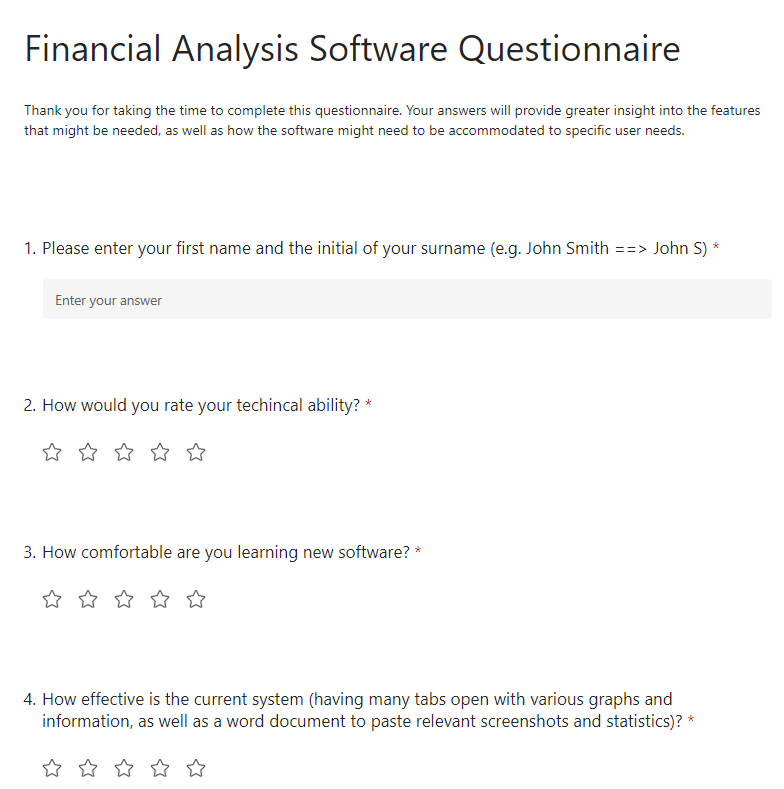 Financial Analysis Software Questionnaire
Thank you for taking the time to complete this questionnaire. Your answers will provide greater insight into the features
that might be needed, as well as how the software might need to be accommodated to specific user needs.
1. Please enter your first name and the initial of your surname (e.g. John Smith ==> John S) *
Enter your answer
2. How would you rate your techincal ability? *
3. How comfortable are you learning new software? *
4. How effective is the current system (having many tabs open with various graphs and
information, as well as a word document to paste relevant screenshots and statistics)? *